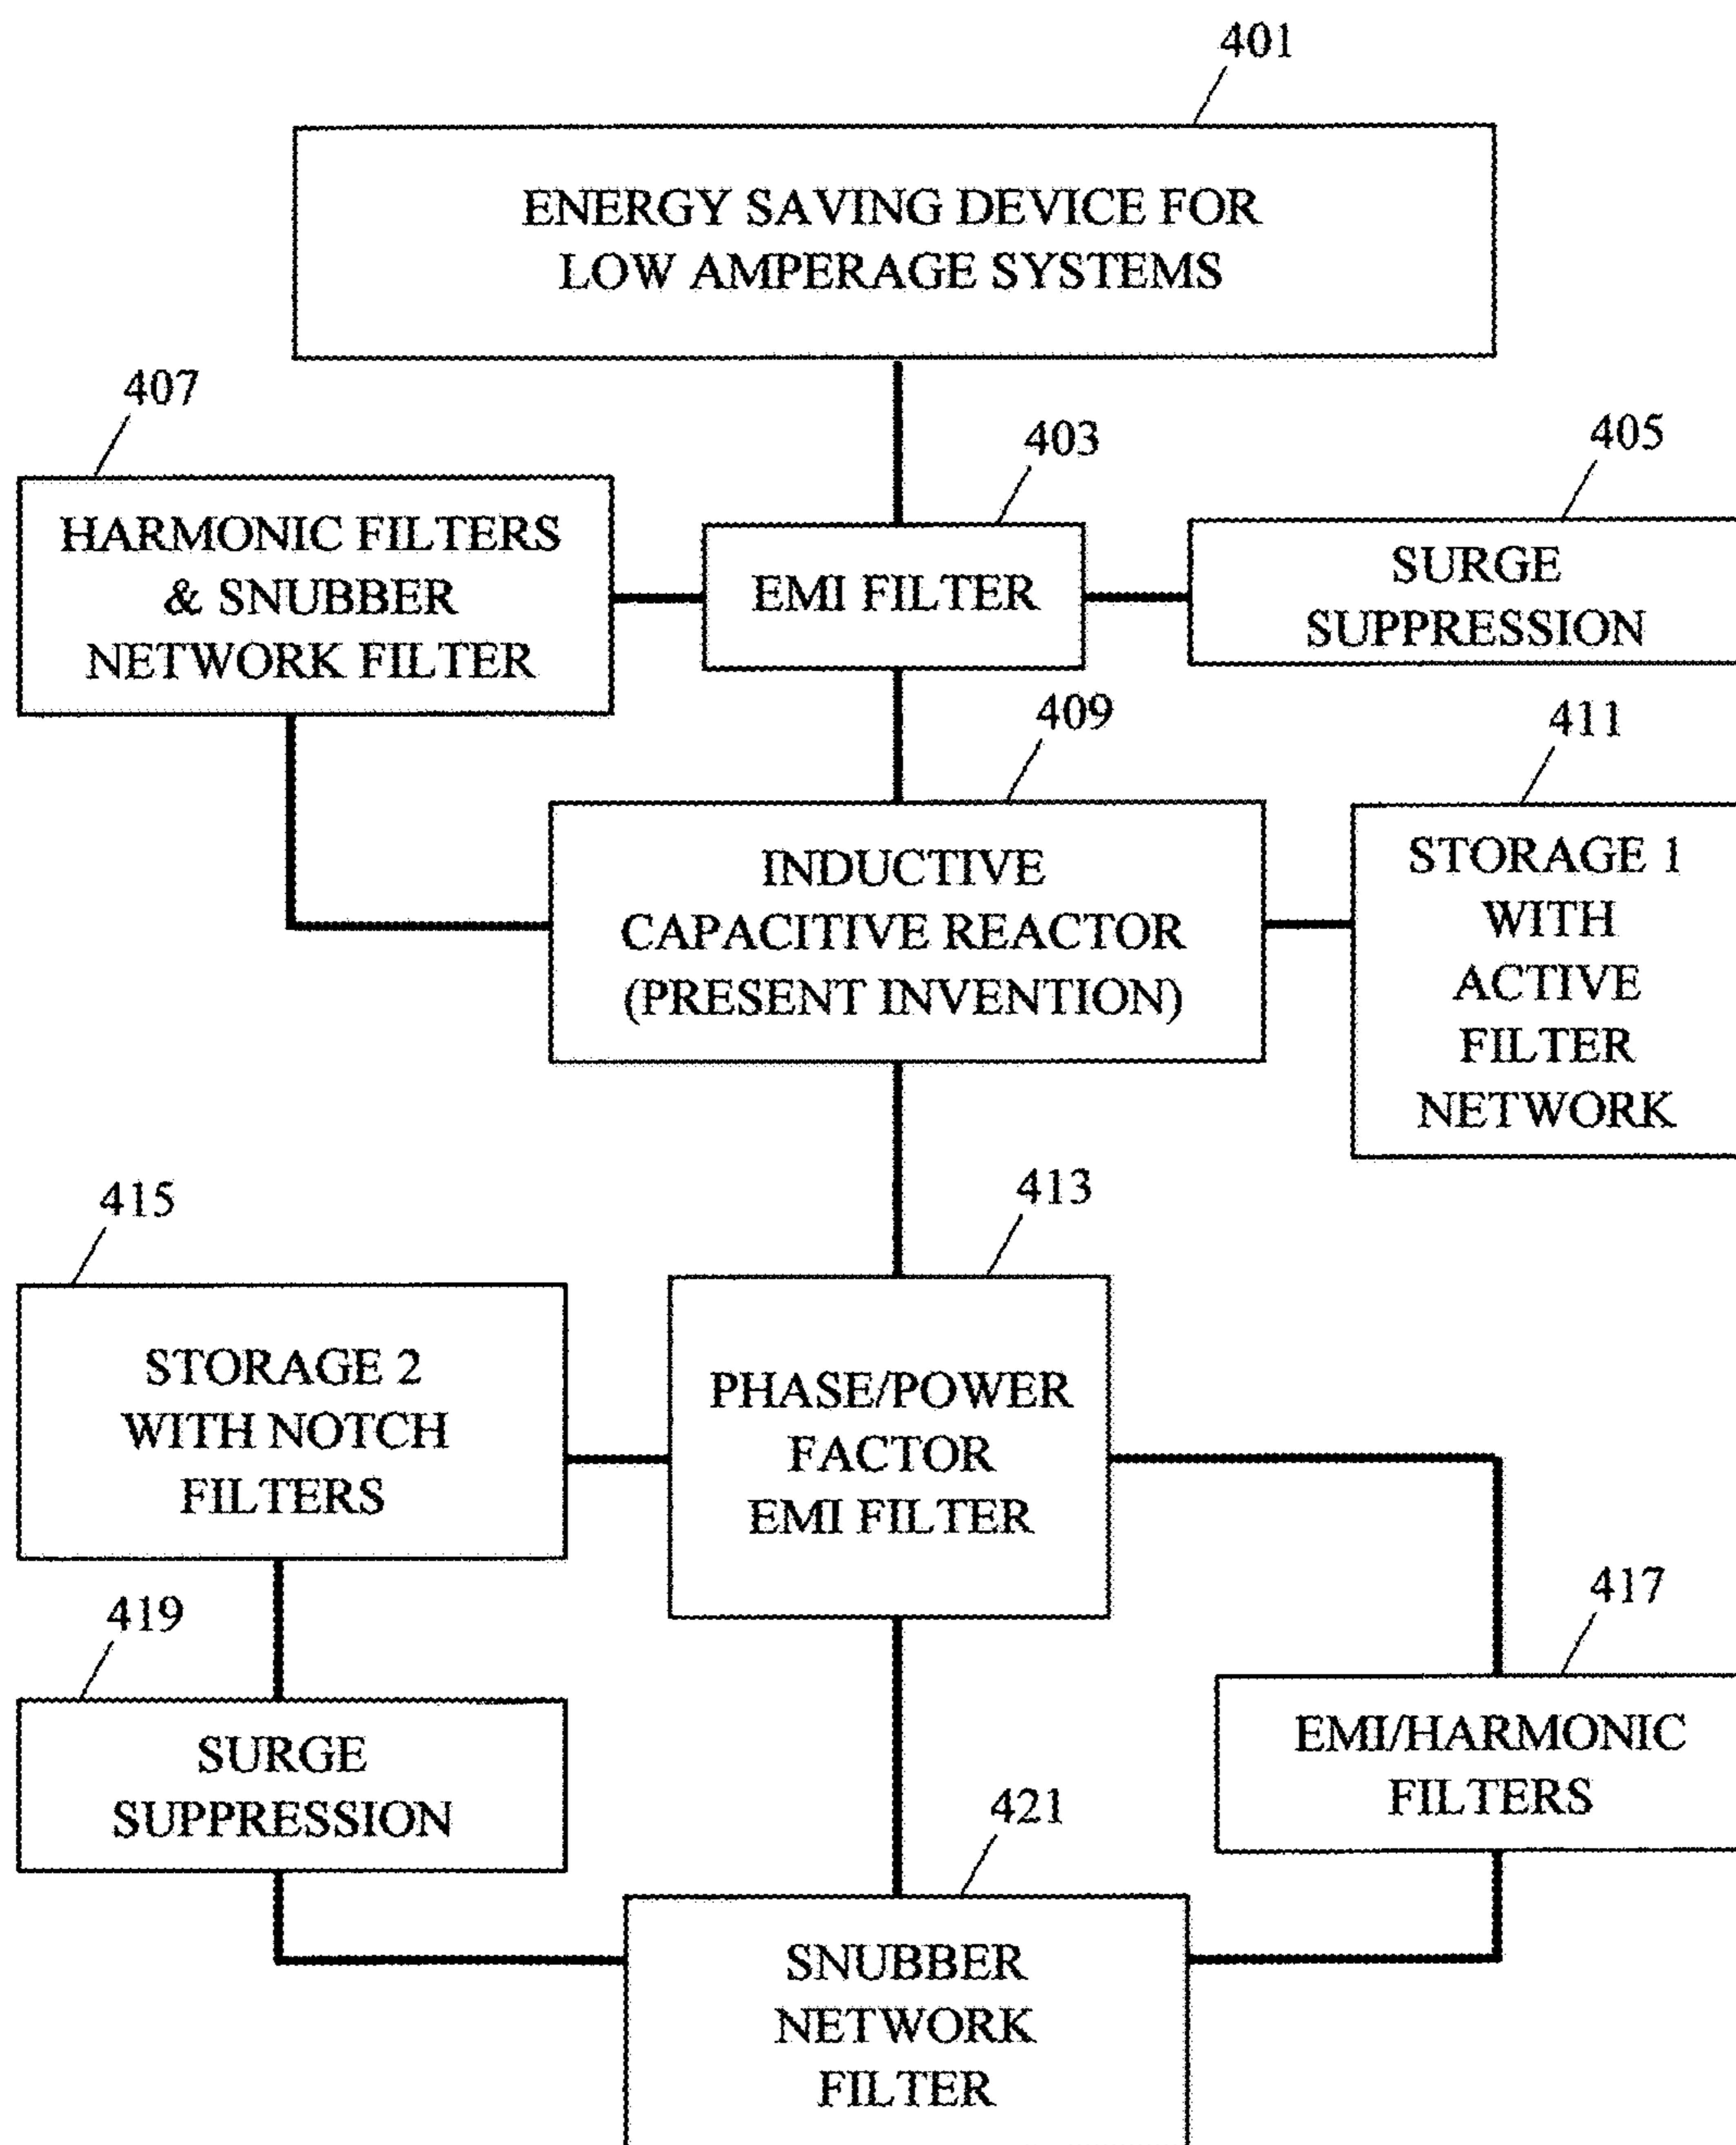 401
ENERGY SAVING DEVICE FOR
LOW AMPERAGE SYSTEMS
407
HARMONIC FILTERS
& SNUBBER
NETWORK FILTER
403
EMI FILTER
405
SURGE
SUPPRESSION
409
INDUCTIVE
CAPACITIVE REACTOR
(PRESENT INVENTION)
411
STORAGE 1
WITH
ACTIVE
FILTER
NETWORK
415
STORAGE 2
WITH NOTCH
FILTERS
413
PHASE/POWER
FACTOR
EMI FILTER
417
EMI/HARMONIC
FILTERS
419
SURGE
SUPPRESSION
421
SNUBBER
NETWORK
FILTER